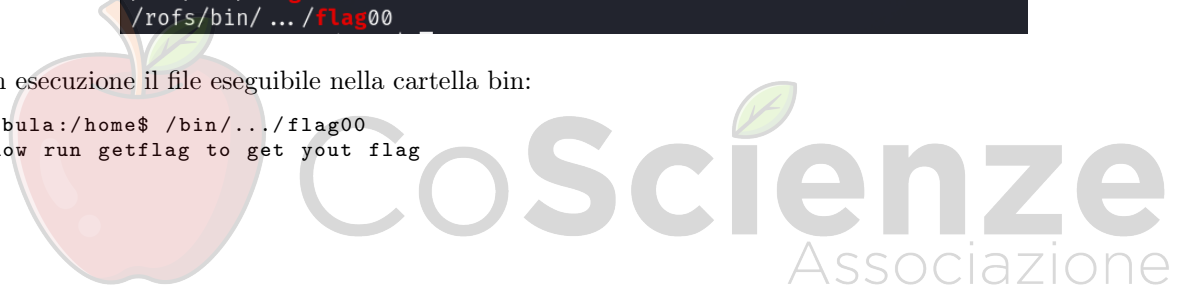 /rofs/bin/ ... /flag00
esecuzione il file eseguibile nella cartella bin:
bula:/home$ /bin/.../flag00
ow run getflag to get yout flag
CoScienze
Associazione